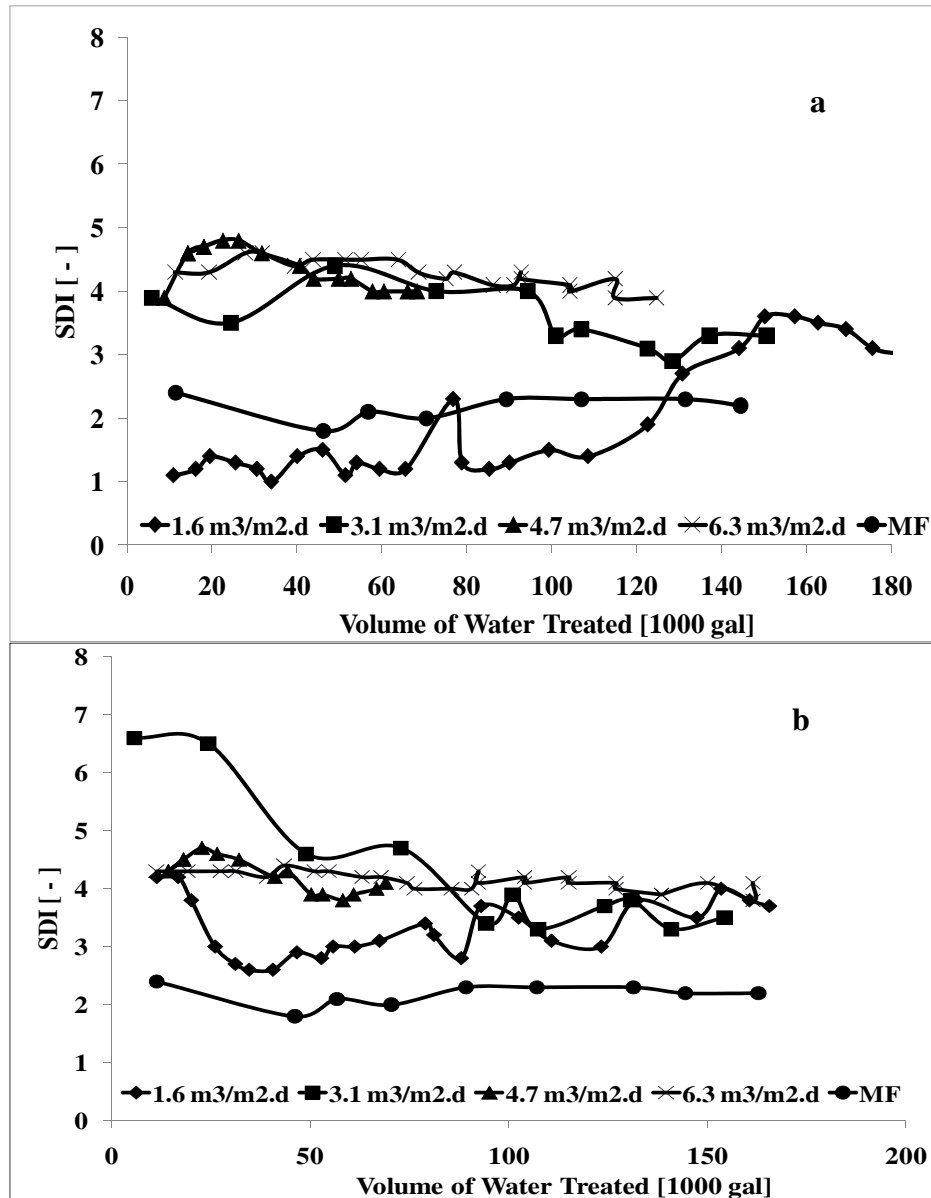 8
a
7
6
5
SDI [ - ]
4
3
2
1
1.6 m3/m2.d 3.1 m3/m2.d 4.7 m3/m2.d 6.3 m3/m2.d MF
0
0 20 40 60 80 100 120 140 160 180
Volume of Water Treated [1000 gal]
8
b
7
6
5
SDI [ - ]
4
3
2
1
1.6 m3/m2.d 3.1 m3/m2.d 4.7 m3/m2.d 6.3 m3/m2.d MF
0
0 50 100 150 200
Volume of Water Treated [1000 gal]